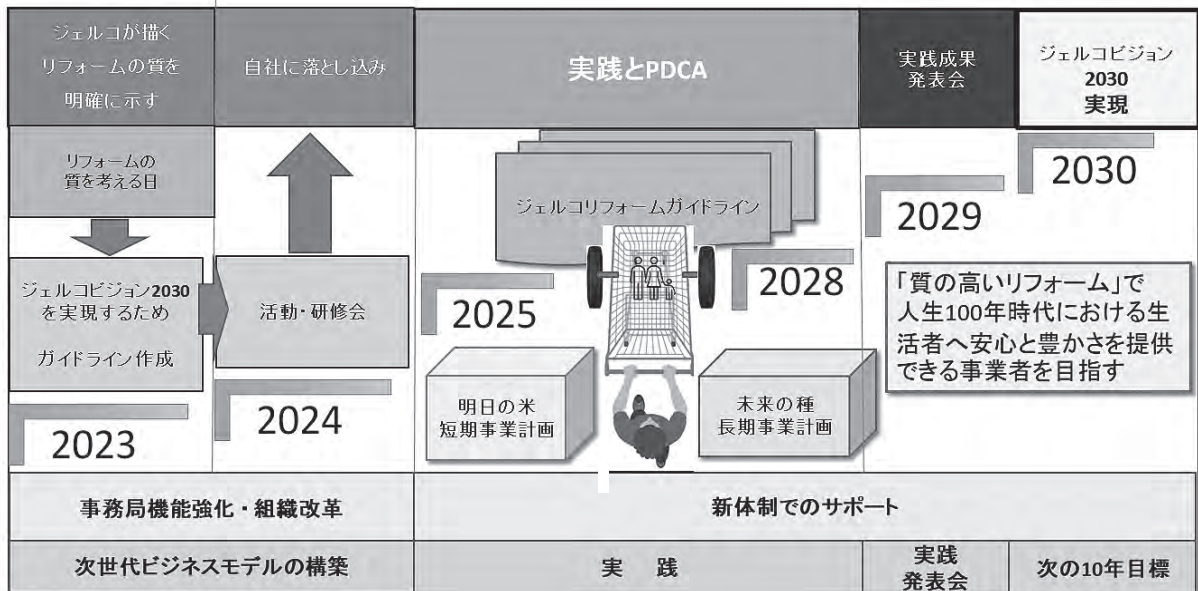 ジェルコが描く
リフォームの質を
明確に示す
自社に落とし込み
実践とPDCA
実践成果
発表会
ジェルコビジョン
2030
実現
リフォームの
質を考える日
ジェルコビジョン2030
を実現するため
ガイドライン作成
2023
活動・研修会
2024
ジェルコリフォームガイドライン
2025
2028
明日の米
短期事業計画
未来の種
長期事業計画
2029
2030
「質の高いリフォーム」で
人生100年時代における生
活者へ安心と豊かさを提供
できる事業者を目指す
事務局機能強化・組織改革
新体制でのサポート
次世代ビジネスモデルの構築
実　践
実践
発表会
次の10年目標